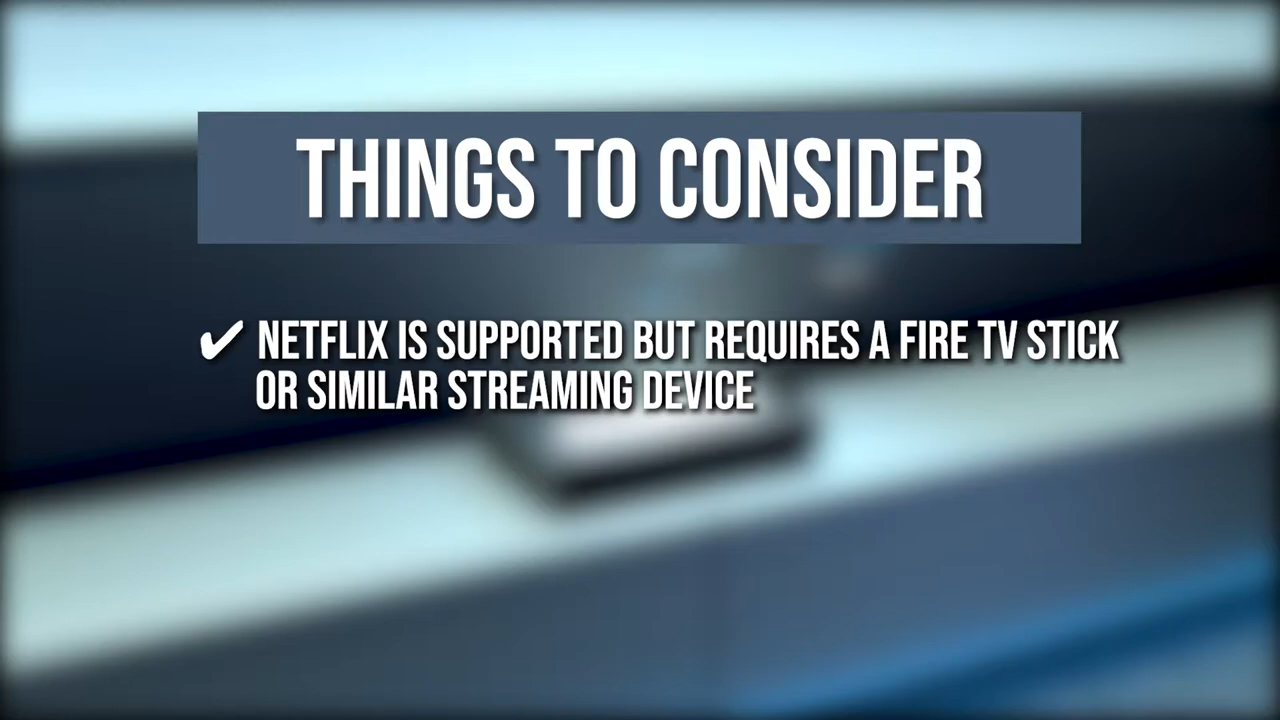 THINGS TO CONSIDER
✔ NETFLIX IS SUPPORTED BUT REQUIRES A FIRE TV STICK
OR SIMILAR STREAMING DEVICE